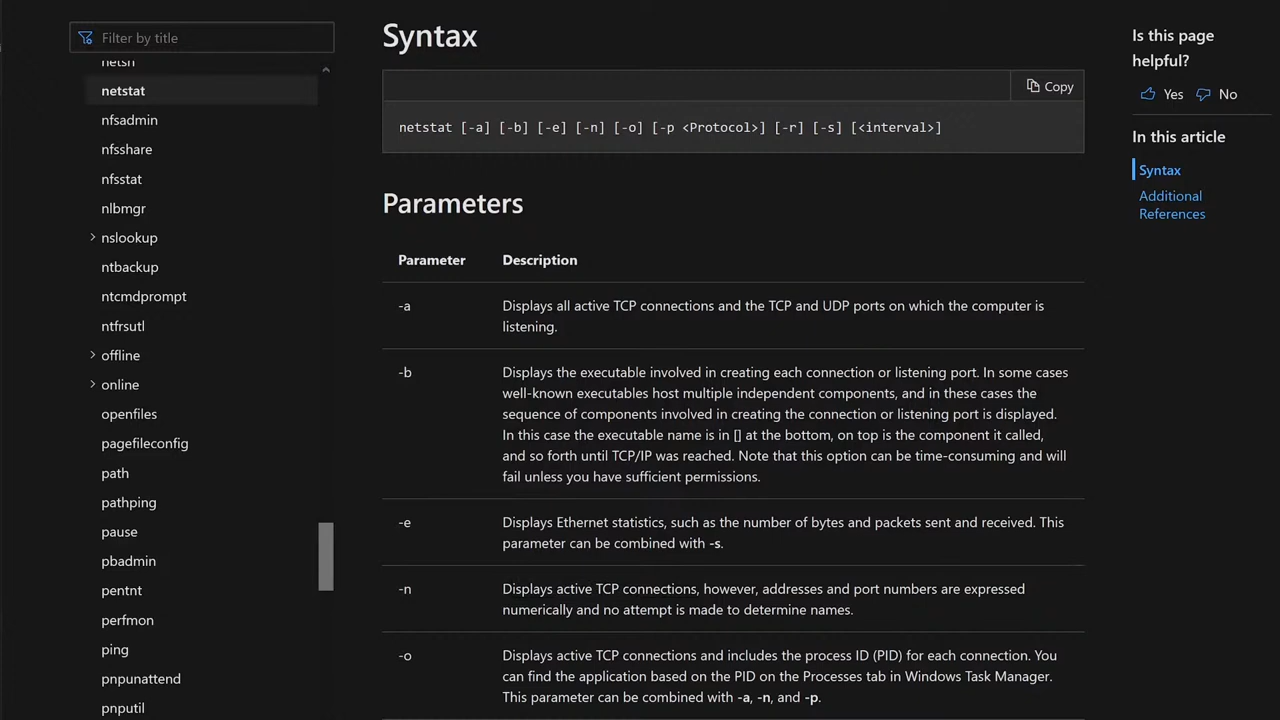 Filter by title
netsh
netstat
nfsadmin
nfsshare
nfsstat
nlbmgr
nslookup
ntbackup
ntcmdprompt
ntfrsutl
offline
online
openfiles
pagefileconfig
path
pathping
pause
pbadmin
pentnt
perfmon
ping
pnpunattend
pnputil
Syntax
Copy
netstat [-a] [-b] [-e] [-n] [-o] [-p <Protocol>] [-r] [-s] [<interval>]
Parameters
Parameter Description
-a Displays all active TCP connections and the TCP and UDP ports on which the computer is
listening.
-b Displays the executable involved in creating each connection or listening port. In some cases
well-known executables host multiple independent components, and in these cases the
sequence of components involved in creating the connection or listening port is displayed.
In this case the executable name is in [] at the bottom, on top is the component it called,
and so forth until TCP/IP was reached. Note that this option can be time-consuming and will
fail unless you have sufficient permissions.
-e Displays Ethernet statistics, such as the number of bytes and packets sent and received. This
parameter can be combined with -s.
-n Displays active TCP connections, however, addresses and port numbers are expressed
numerically and no attempt is made to determine names.
-o Displays active TCP connections and includes the process ID (PID) for each connection. You
can find the application based on the PID on the Processes tab in Windows Task Manager.
This parameter can be combined with -a, -n, and -p.
Is this page
helpful?
Yes No
In this article
Syntax
Additional
References